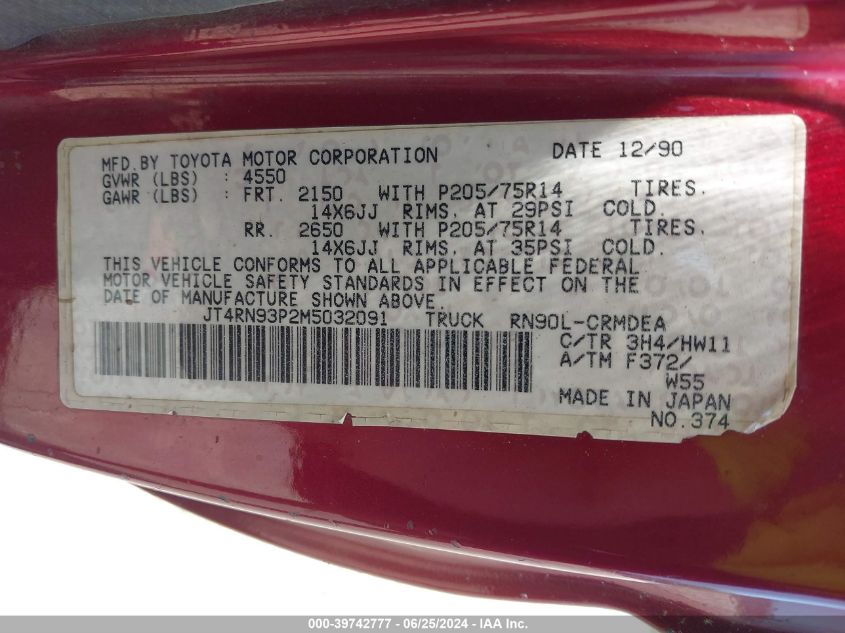 MFD. BY TOYOTA MOTOR CORPORATION DATE 12/90
GVWR (LBS) : 4550
GAWR (LBS) : FRT. 2150 WITH P205/75R14 TIRES.
14X6JJ RIMS, AT 29PSI COLD.
RR. 2650 WITH P205/75R14 TIRES.
14X6JJ RIMS, AT 35PSI COLD.
THIS VEHICLE CONFORMS TO ALL APPLICABLE FEDERAL
MOTOR VEHICLE SAFETY STANDARDS IN EFFECT ON THE
DATE OF MANUFACTURE SHOWN ABOVE.
JT4RN93P2M5032091 TRUCK RN90L-CRMDEA
C/TR 3H4/HW11
A/TM F372/
W55
MADE IN JAPAN
NO.374
000-39742777 - 06/25/2024 - IAA Inc.